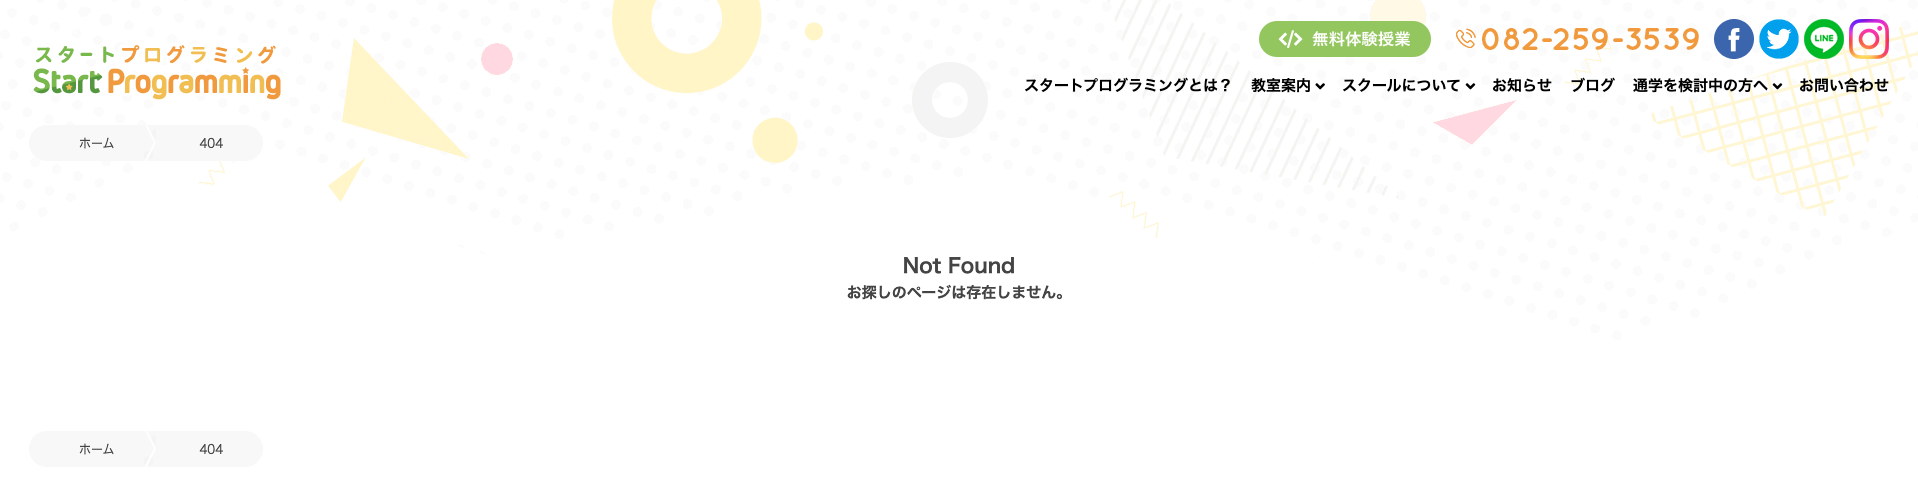 スタートプログラミング
Start Programming
無料体験授業
082-259-3539
LINE
スタートプログラミングとは？ 教室案内 スクールについて お知らせ ブログ 通学を検討中の方へ お問い合わせ
ホーム 404
Not Found
お探しのページは存在しません。
ホーム 404